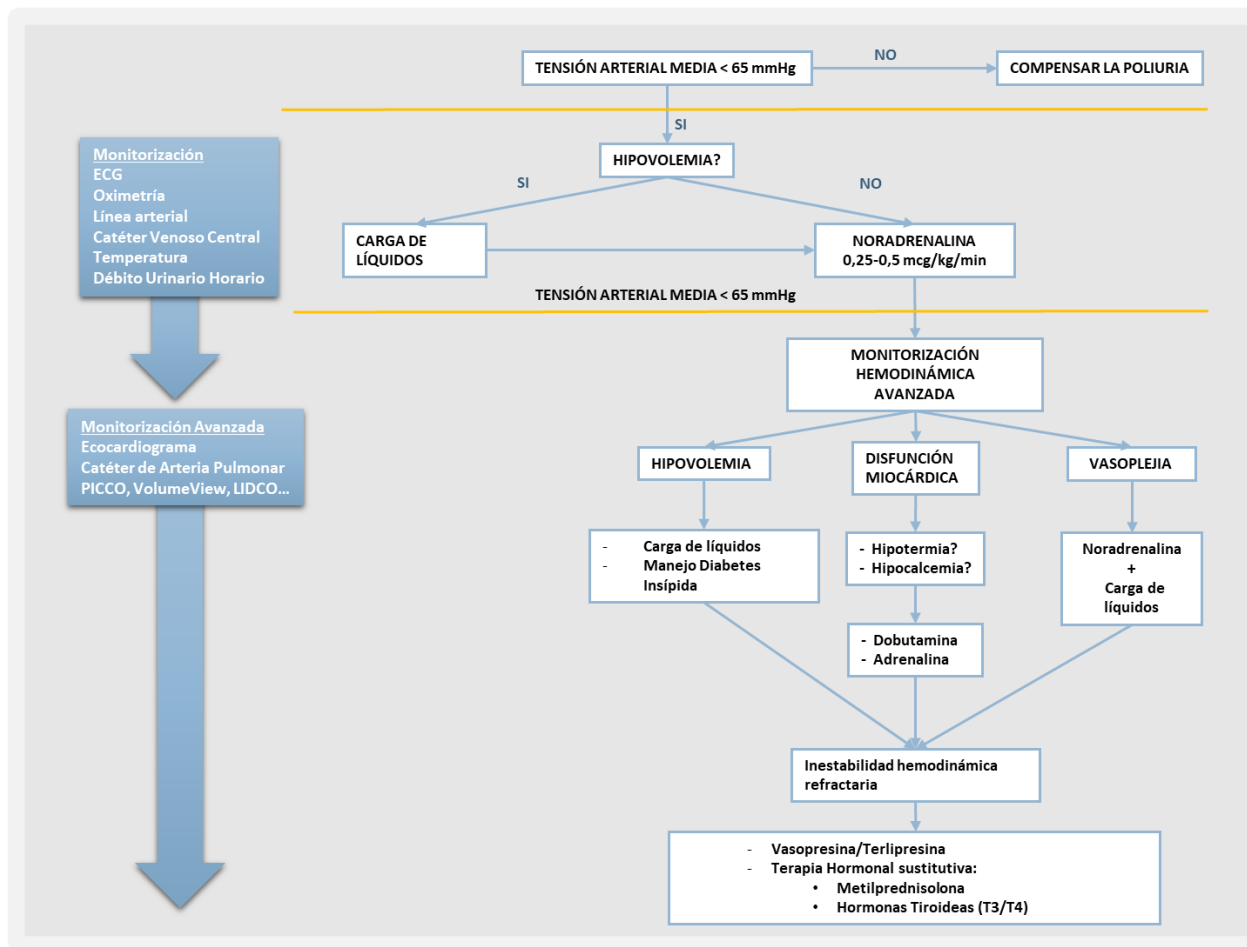 TENSIÓN ARTERIAL MEDIA < 65 mmHg
NO
COMPENSAR LA POLIURIA
SI
HIPOVOLEMIA?
SI
NO
CARGA DE
LÍQUIDOS
NORADRENALINA
0,25-0,5 mcg/kg/min
TENSIÓN ARTERIAL MEDIA < 65 mmHg
Monitorización
ECG
Oximetría
Línea arterial
Catéter Venoso Central
Temperatura
Débito Urinario Horario
MONITORIZACIÓN
HEMODINÁMICA
AVANZADA
Monitorización Avanzada
Ecocardiograma
Catéter de Arteria Pulmonar
PICCO, VolumeView, LIDCO...
HIPOVOLEMIA
DISFUNCIÓN
MIOCÁRDICA
VASOPLEJIA
- Carga de líquidos
- Manejo Diabetes
Insípida
- Hipotermia?
- Hipocalcemia?
Noradrenalina
+
Carga de
líquidos
- Dobutamina
- Adrenalina
Inestabilidad hemodinámica
refractaria
- Vasopresina/Terlipresina
- Terapia Hormonal sustitutiva:
• Metilprednisolona
• Hormonas Tiroideas (T3/T4)